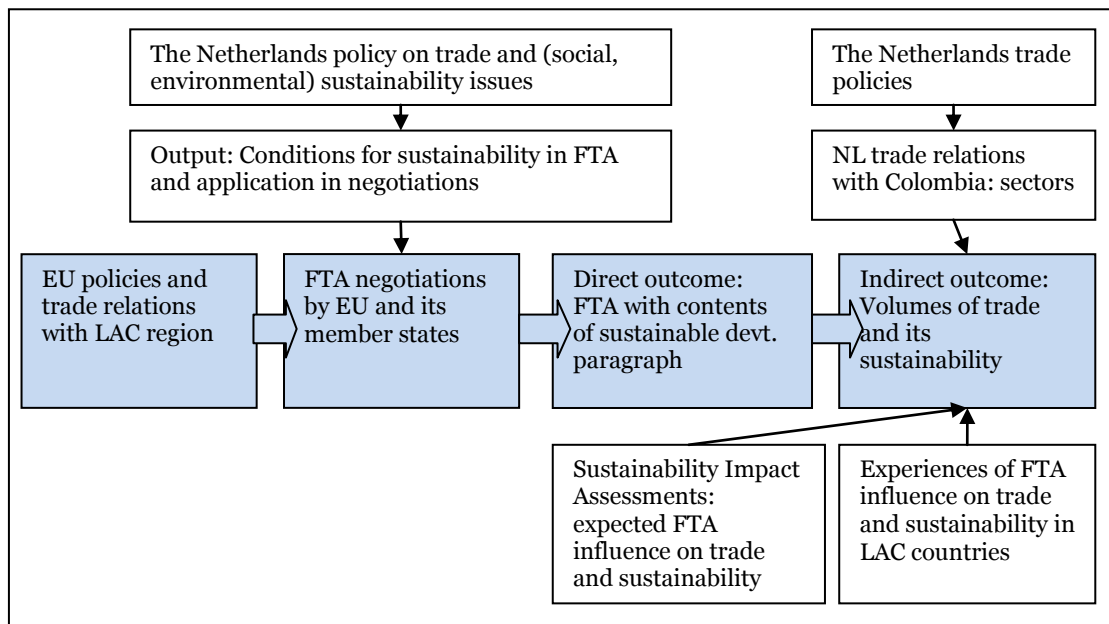 The Netherlands policy on trade and (social,
environmental) sustainability issues
The Netherlands trade
policies
Output: Conditions for sustainability in FTA
and application in negotiations
NL trade relations
with Colombia: sectors
EU policies and
trade relations
with LAC region
FTA negotiations
by EU and its
member states
Direct outcome:
FTA with contents
of sustainable devt.
paragraph
Indirect outcome:
Volumes of trade
and its
sustainability
Sustainability Impact
Assessments:
expected FTA
influence on trade
and sustainability
Experiences of FTA
influence on trade
and sustainability in
LAC countries